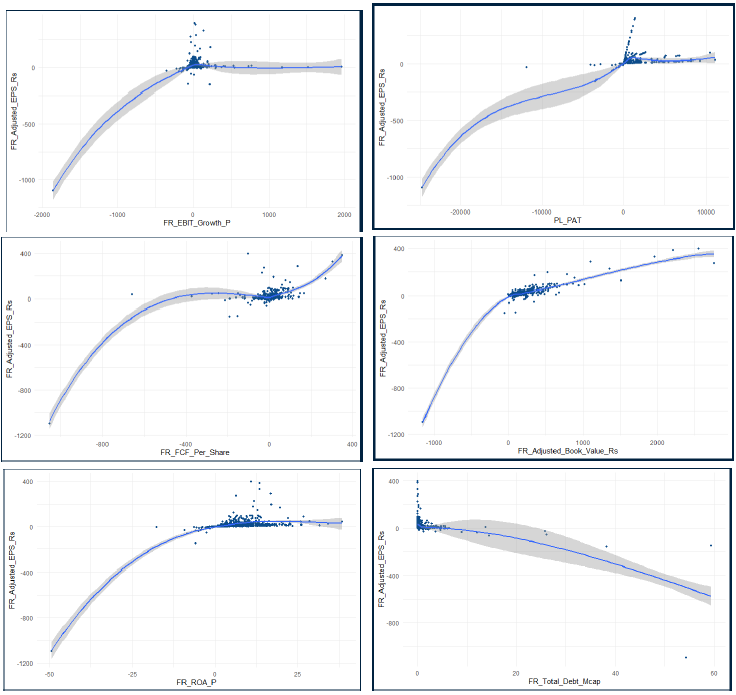 FR_Adjusted_EPS_Rs
0
-500
-1000
-2000 -1000 0 1000 2000
FR_EBIT_Growth_P
FR_Adjusted_EPS_Rs
0
-500
-1000
-20000 -10000 0 10000
PL_PAT
FR_Adjusted_EPS_Rs
400
0
-400
-800
-1200
-800 -400 0 400
FR_FCF_Per_Share
FR_Adjusted_EPS_Rs
400
0
-400
-800
-1200
-1000 0 1000 2000
FR_Adjusted_Book_Value_Rs
FR_Adjusted_EPS_Rs
400
0
-400
-800
-1200
-50 -25 0 25
FR_ROA_P
FR_Adjusted_EPS_Rs
400
0
-400
-800
0 20 40 60
FR_Total_Debt_Mcap